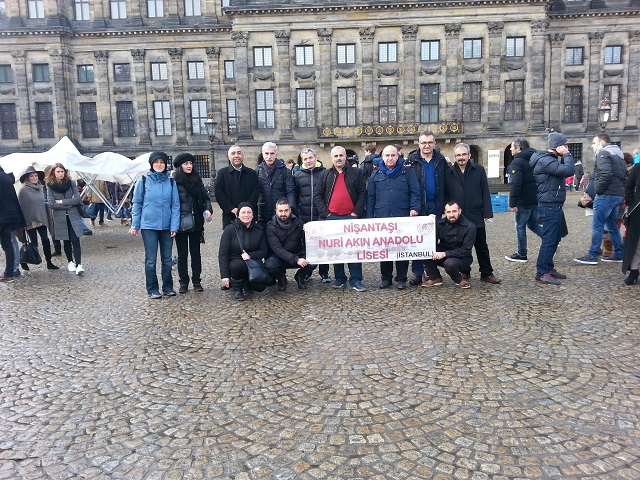 NİŞANTAŞI
NURİ AKIN ANADOLU
LİSESİ (İSTANBUL)